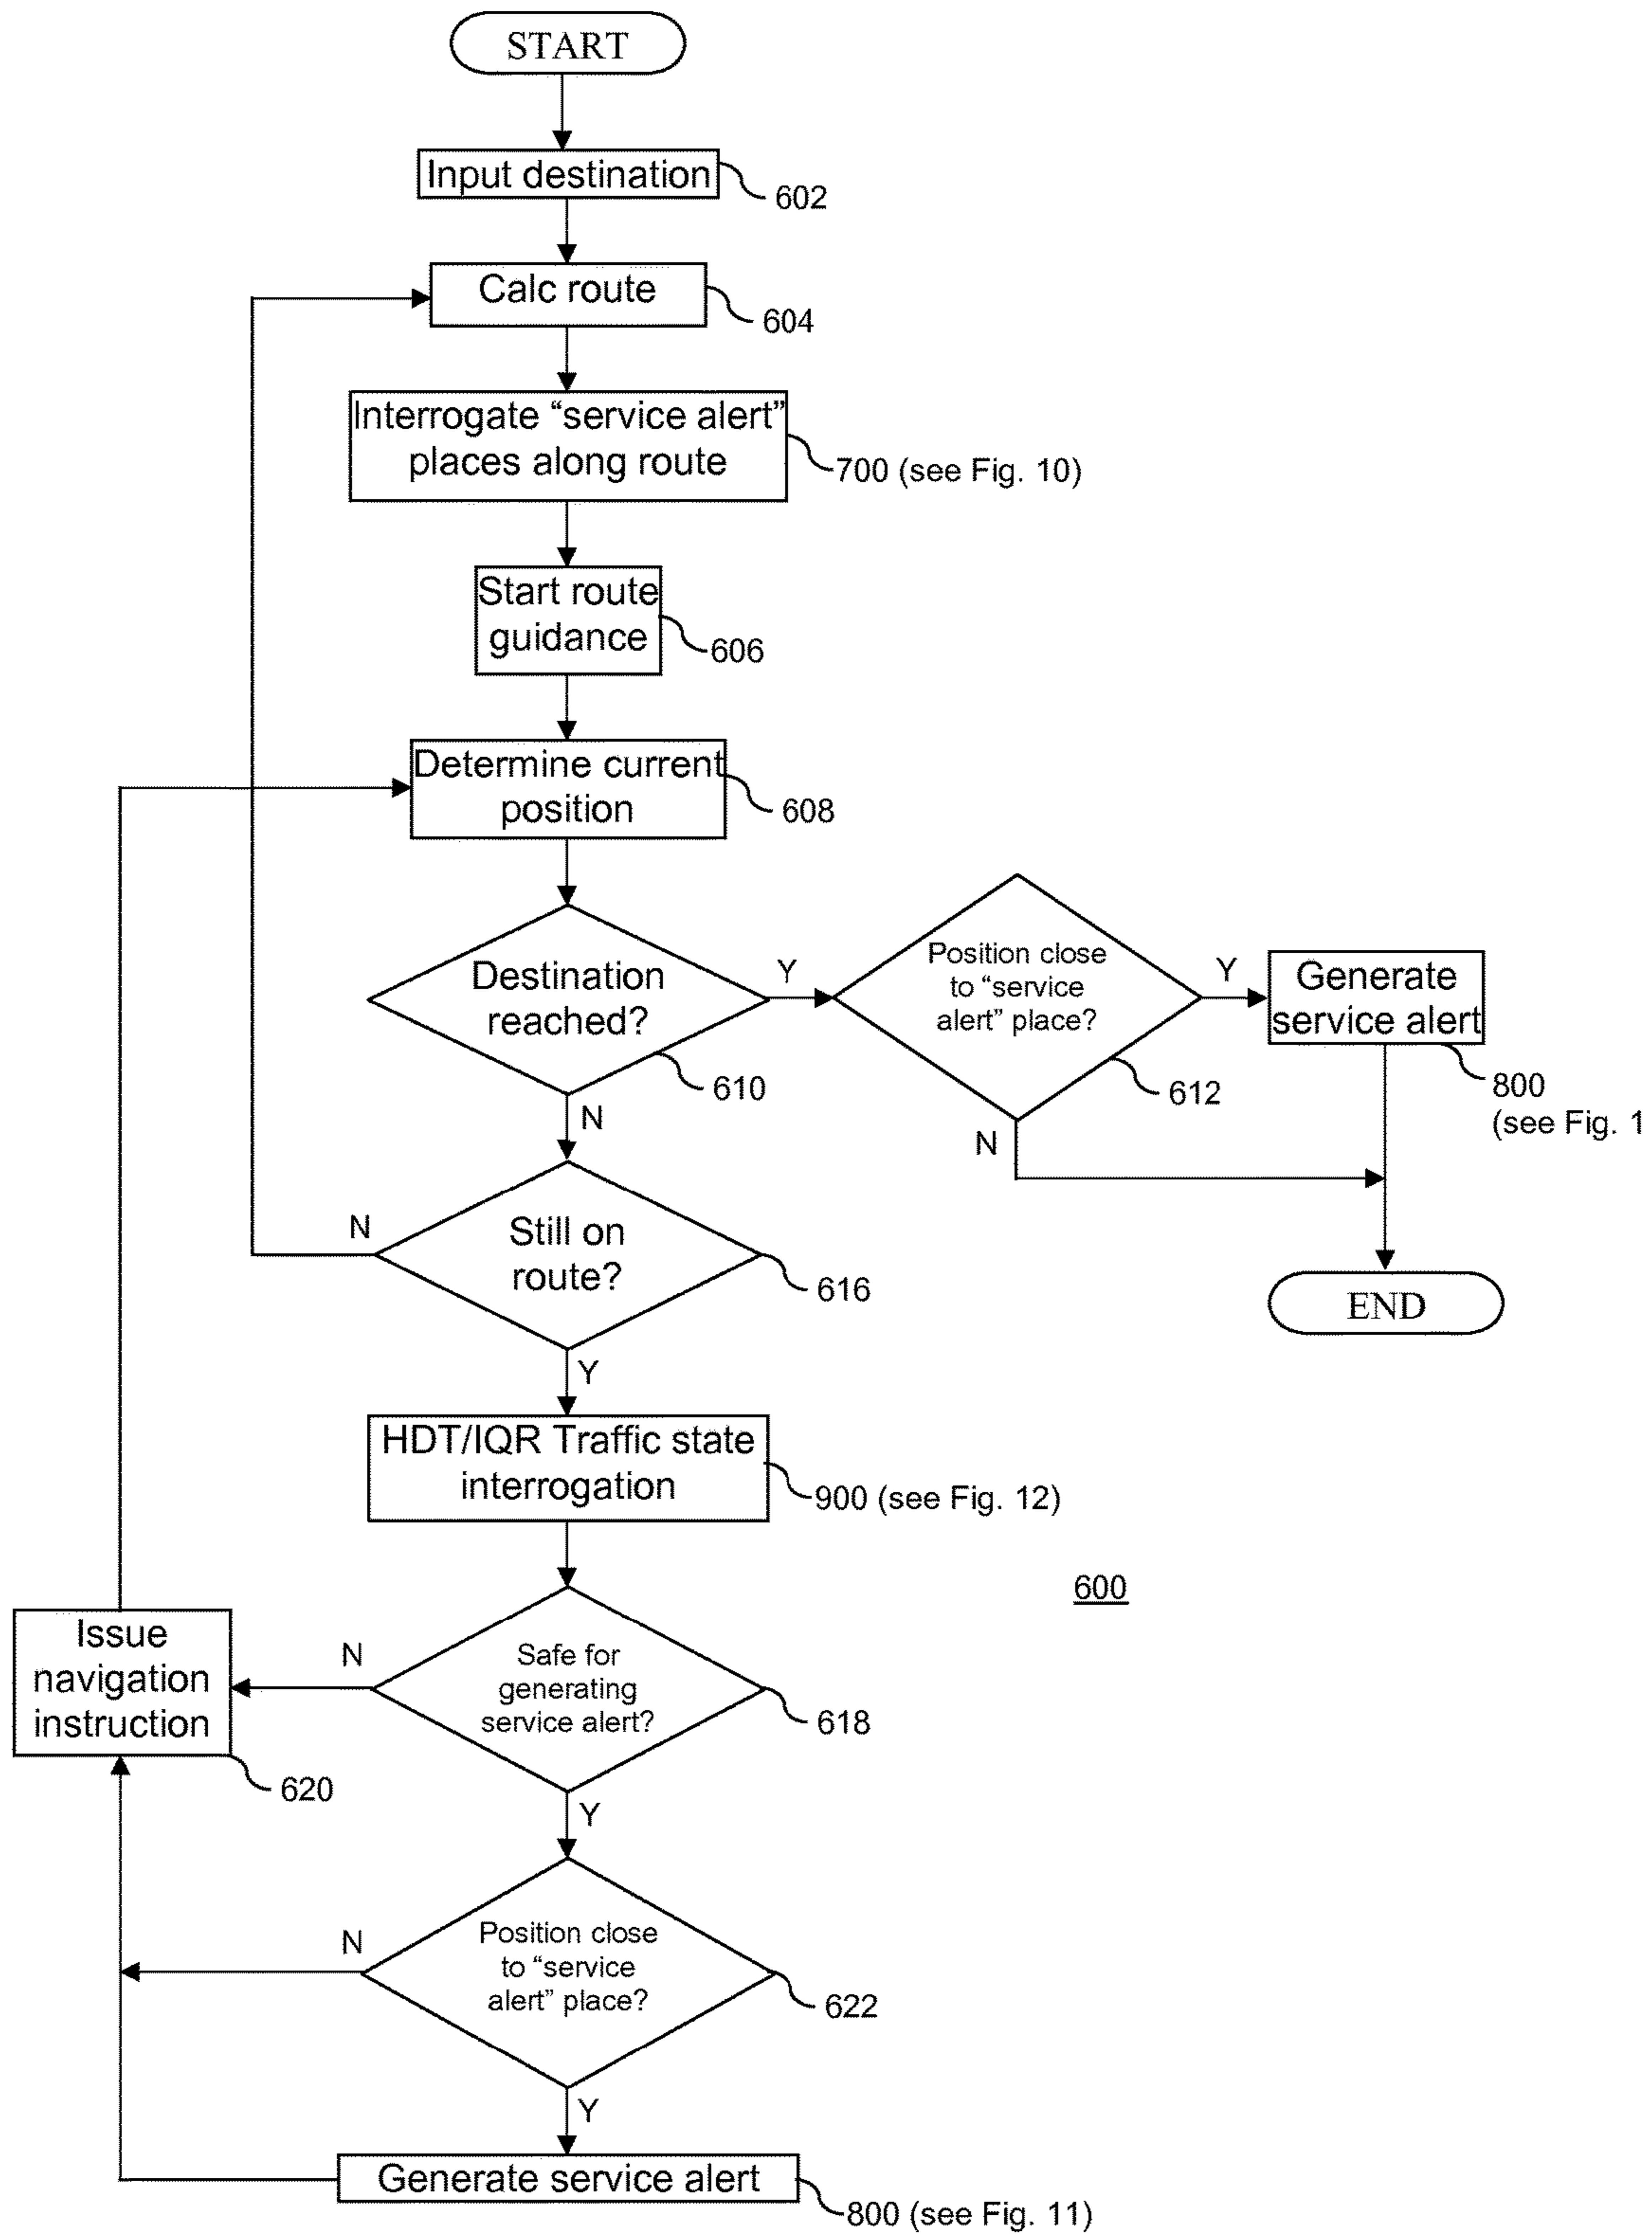 START
Input destination
602
Calc route
604
Interrogate “service alert”
places along route
700 (see Fig. 10)
Start route
guidance
606
Determine current
position
608
Destination
reached?
610
Y
N
Position close
to “service
alert” place?
612
Y
N
Generate
service alert
800
(see Fig. 1
END
Still on
route?
616
N
Y
HDT/IQR Traffic state
interrogation
900 (see Fig. 12)
600
Safe for
generating
service alert?
618
N
Y
Issue
navigation
instruction
620
Position close
to “service
alert” place?
622
N
Y
Generate service alert
800 (see Fig. 11)